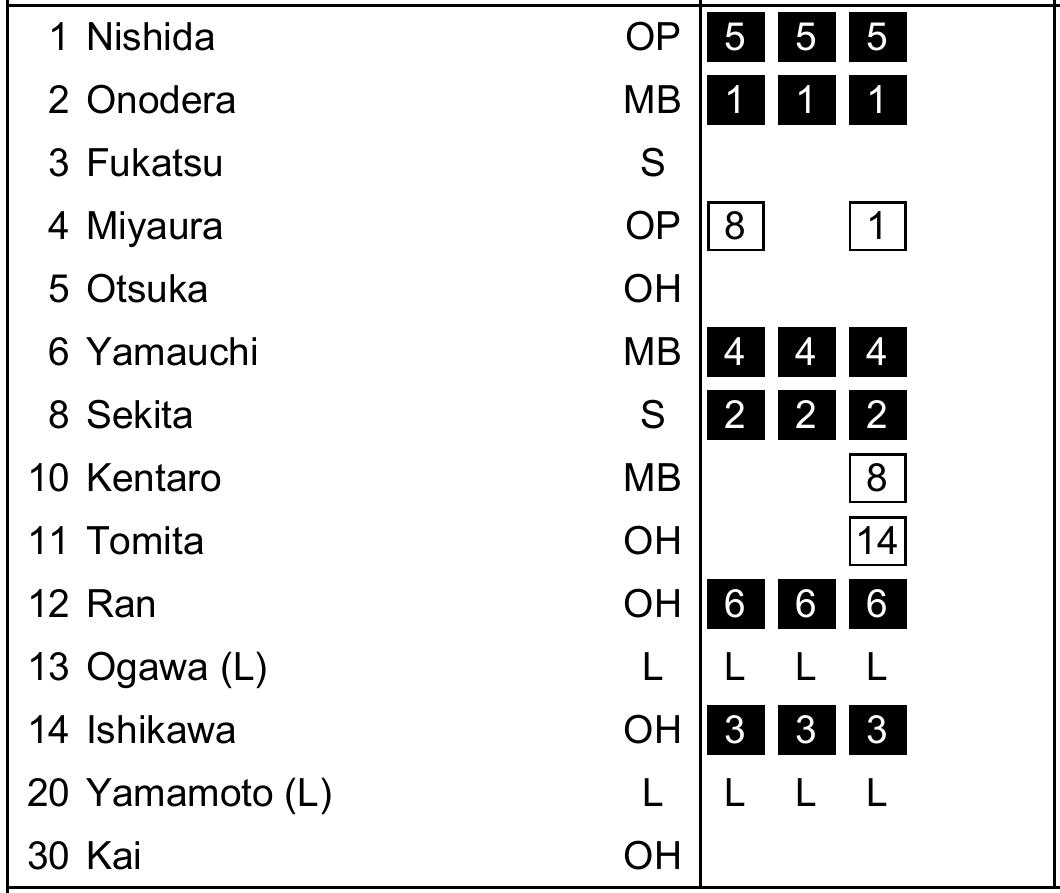 1 Nishida OP 5 5 5
2 Onodera MB 1 1 1
3 Fukatsu S
4 Miyaura OP 8 1
5 Otsuka OH
6 Yamauchi MB 4 4 4
8 Sekita S 2 2 2
10 Kentaro MB 8
11 Tomita OH 14
12 Ran OH 6 6 6
13 Ogawa (L) L L L L
14 Ishikawa OH 3 3 3
20 Yamamoto (L) L L L L
30 Kai OH